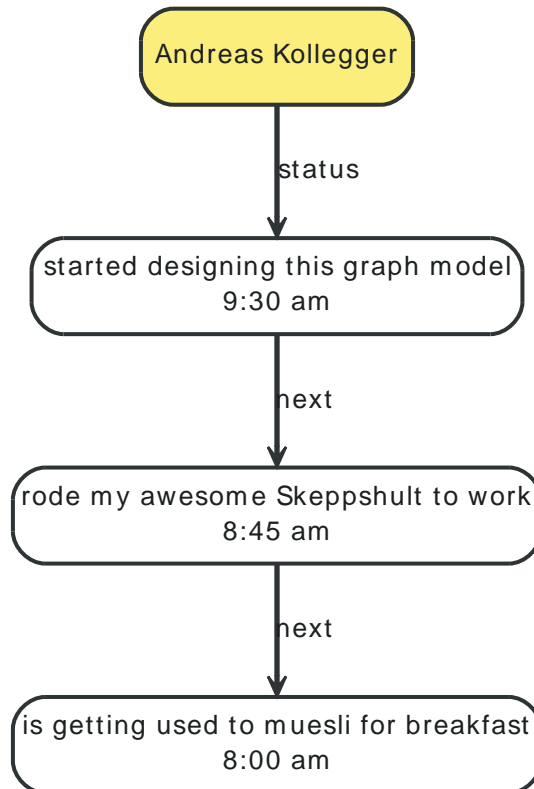 Andreas Kollegger
status
started designing this graph model
9:30 am
next
rode my awesome Skeppshult to work
8:45 am
next
is getting used to muesli for breakfast
8:00 am